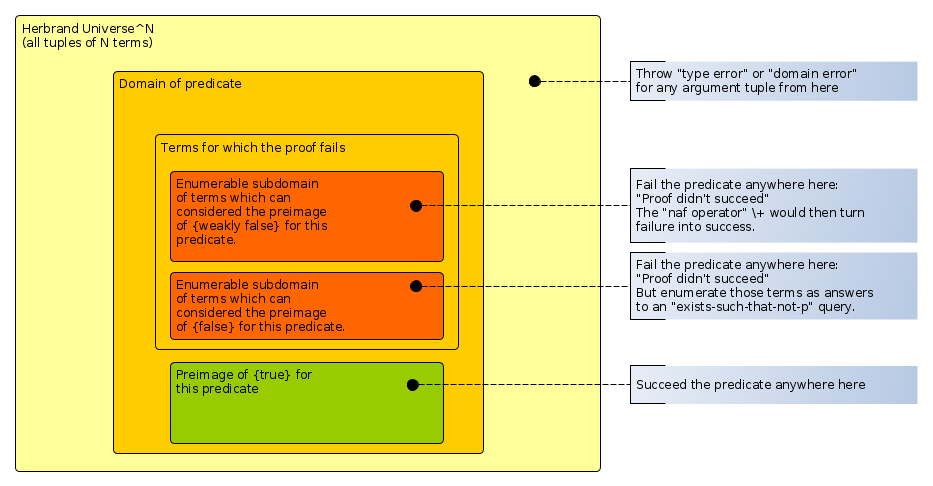 Herbrand Universe^N
(all tuples of N terms)
Domain of predicate
Terms for which the proof fails
Enumerable subdomain
of terms which can
considered the preimage
of {weakly false} for this
predicate.
Enumerable subdomain
of terms which can
considered the preimage
of {false} for this predicate.
Preimage of {true} for
this predicate
Throw "type error" or "domain error"
for any argument tuple from here
Fail the predicate anywhere here:
"Proof didn't succeed"
The "naf operator" \+ would then turn
failure into success.
Fail the predicate anywhere here:
"Proof didn't succeed"
But enumerate those terms as answers
to an "exists-such-that-not-p" query.
Succeed the predicate anywhere here